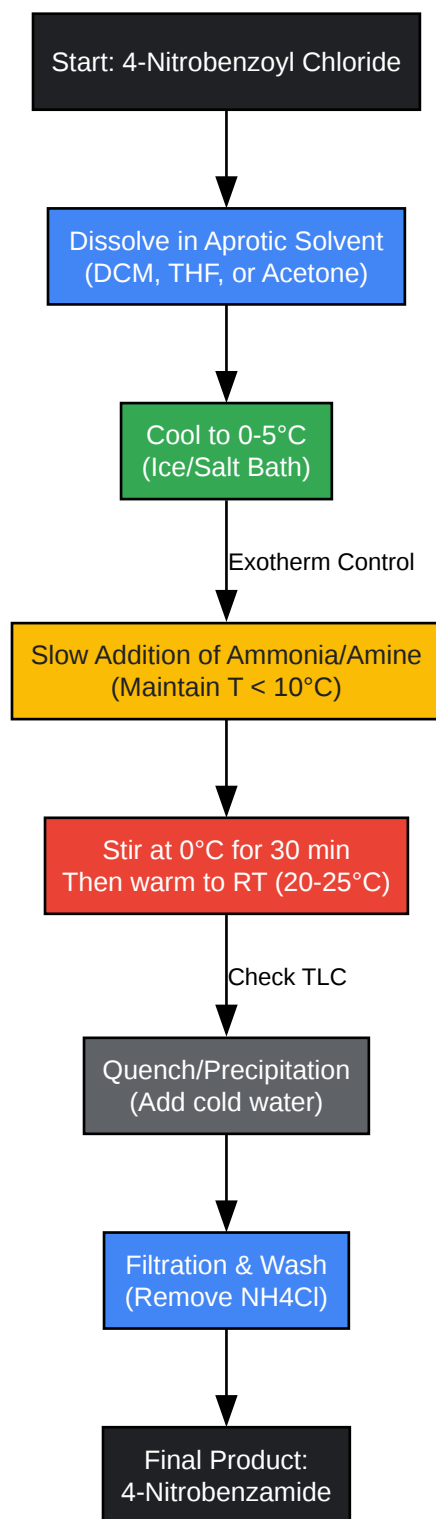 Start: 4-Nitrobenzoyl Chloride
Dissolve in Aprotic Solvent
(DCM, THF, or Acetone)
Cool to 0-5°C
(Ice/Salt Bath)
Exotherm Control
Slow Addition of Ammonia/Amine
(Maintain T < 10°C)
Stir at 0°C for 30 min
Then warm to RT (20-25°C)
Check TLC
Quench/Precipitation
(Add cold water)
Filtration & Wash
(Remove NH4Cl)
Final Product:
4-Nitrobenzamide